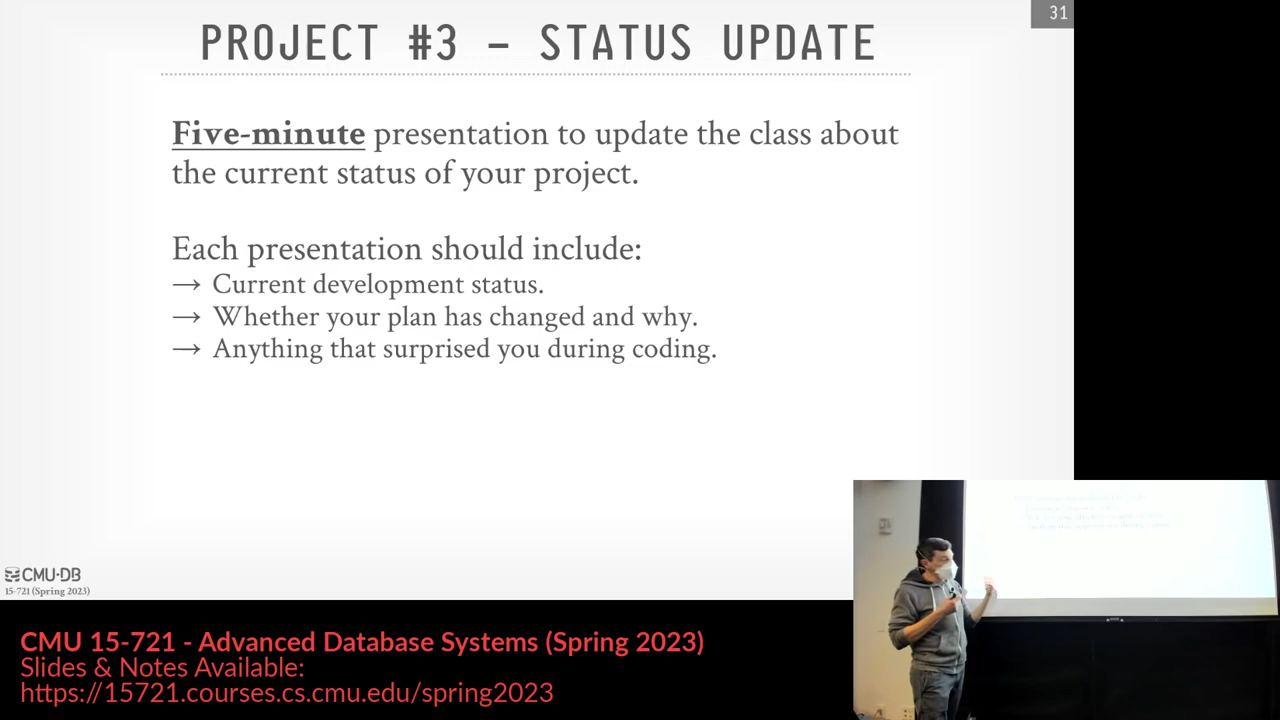 31
PROJECT #3 – STATUS UPDATE
Five-minute presentation to update the class about
the current status of your project.
Each presentation should include:
→ Current development status.
→ Whether your plan has changed and why.
→ Anything that surprised you during coding.
CMU·DB
15-721 (Spring 2023)
CMU 15-721 - Advanced Database Systems (Spring 2023)
Slides & Notes Available:
https://15721.courses.cs.cmu.edu/spring2023